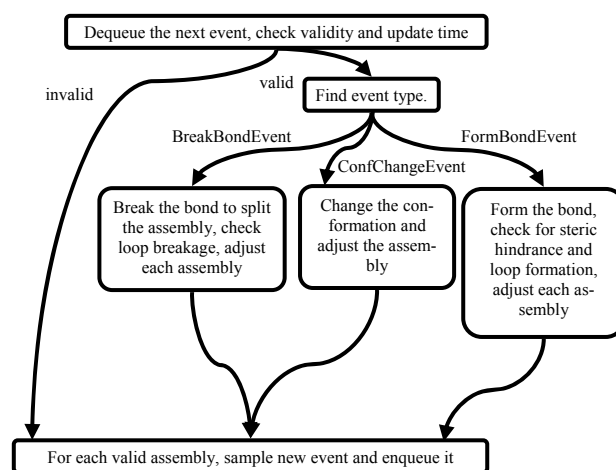 Dequeue the next event, check validity and update time
invalid
valid
Find event type.
BreakBondEvent
FormBondEvent
ConfChangeEvent
Break the bond to split
the assembly, check
loop breakage, adjust
each assembly
Change the con-
formation and
adjust the assem-
bly
Form the bond,
check for steric
hindrance and
loop formation,
adjust each as-
sembly
For each valid assembly, sample new event and enqueue it